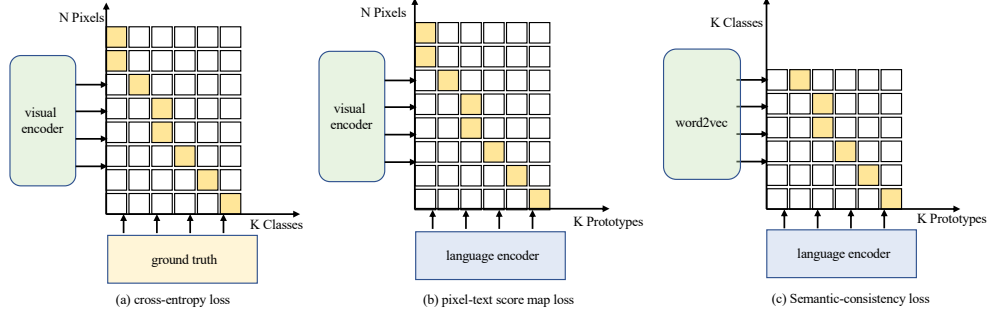 N Pixels
visual
encoder
K Classes
ground truth
(a) cross-entropy loss
N Pixels
visual
encoder
K Prototypes
language encoder
(b) pixel-text score map loss
K Classes
word2vec
K Prototypes
language encoder
(c) Semantic-consistency loss